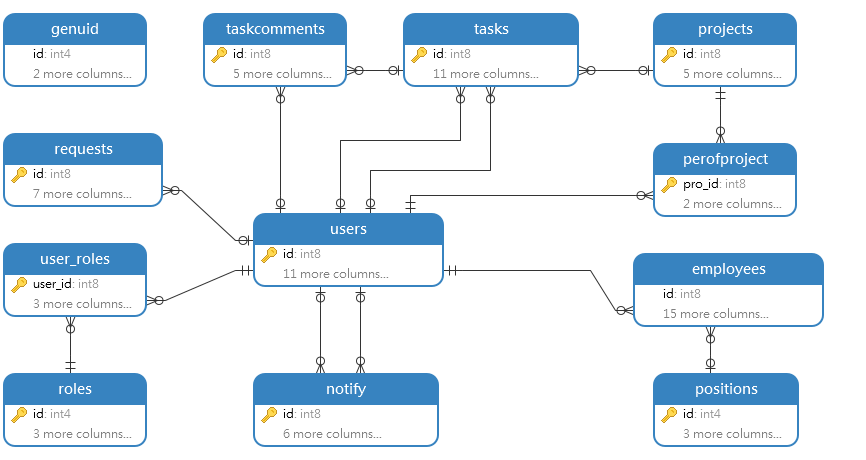 genuid
id: int4
2 more columns...
taskcomments
id: int8
5 more columns...
tasks
id: int8
11 more columns...
projects
id: int8
5 more columns...
requests
id: int8
7 more columns...
perofproject
pro_id: int8
2 more columns...
users
id: int8
11 more columns...
user_roles
user_id: int8
3 more columns...
employees
id: int8
15 more columns...
roles
id: int4
3 more columns...
notify
id: int8
6 more columns...
positions
id: int4
3 more columns...